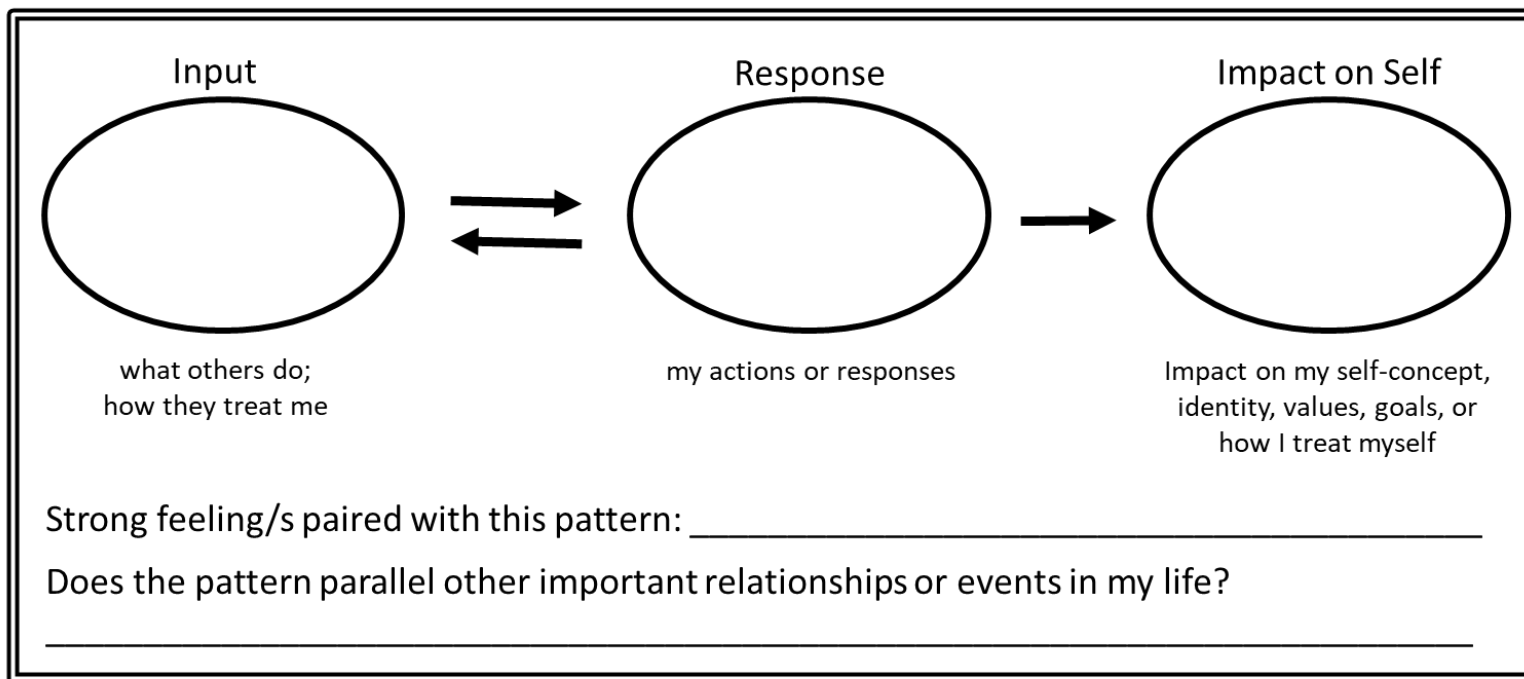 Input
Response
Impact on Self
what others do;
how they treat me
my actions or responses
Impact on my self-concept,
identity, values, goals, or
how I treat myself
Strong feeling/s paired with this pattern:
Does the pattern parallel other important relationships or events in my life?